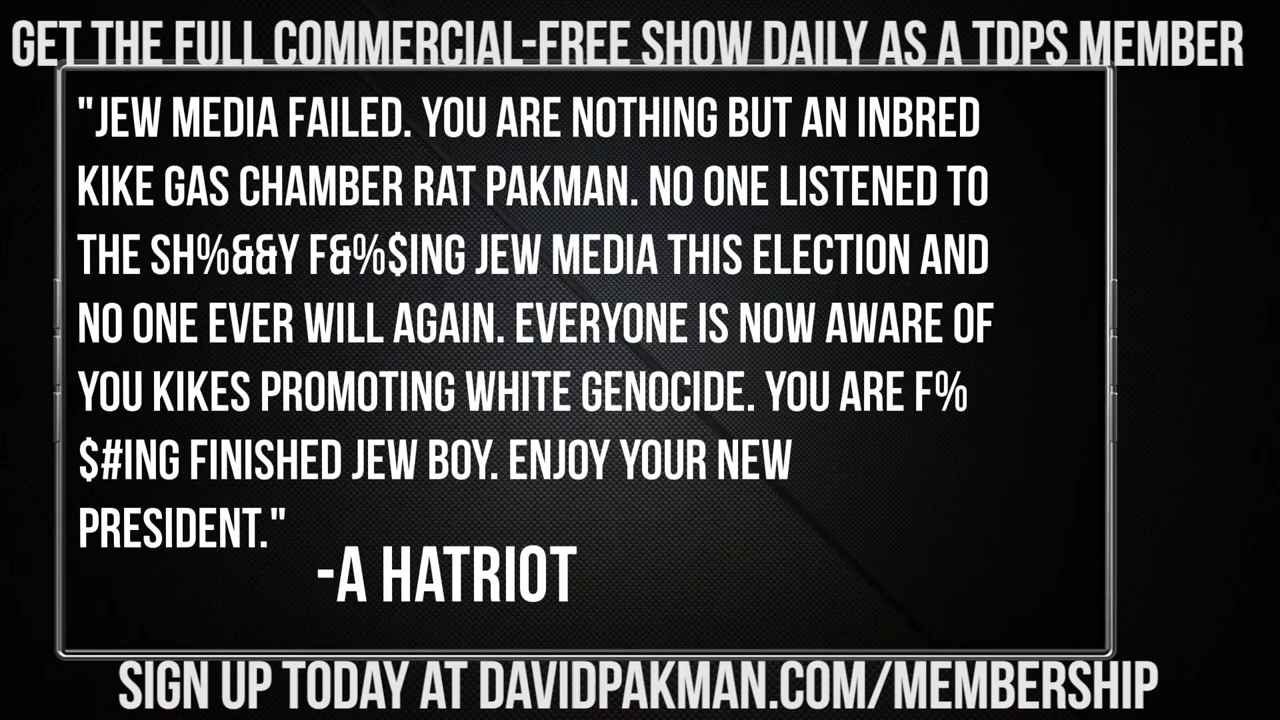 GET THE FULL COMMERCIAL-FREE SHOW DAILY AS A TDPS MEMBER
"JEW MEDIA FAILED. YOU ARE NOTHING BUT AN INBRED
KIKE GAS CHAMBER RAT PAKMAN. NO ONE LISTENED TO
THE SH%&&Y F&%$ING JEW MEDIA THIS ELECTION AND
NO ONE EVER WILL AGAIN. EVERYONE IS NOW AWARE OF
YOU KIKES PROMOTING WHITE GENOCIDE. YOU ARE F%
$#ING FINISHED JEW BOY. ENJOY YOUR NEW
PRESIDENT."
-A HATRIOT
SIGN UP TODAY AT DAVIDPAKMAN.COM/MEMBERSHIP